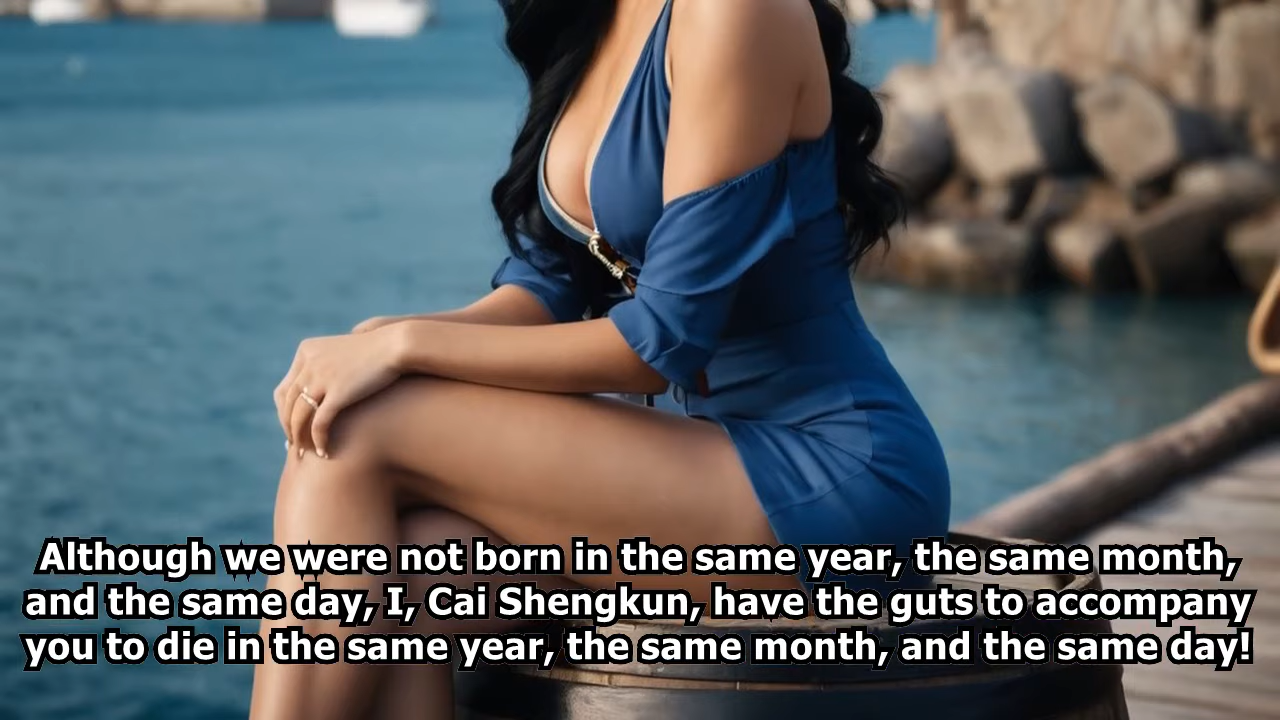 Although we were not born in the same year, the same month,
and the same day, I, Cai Shengkun, have the guts to accompany
you to die in the same year, the same month, and the same day!